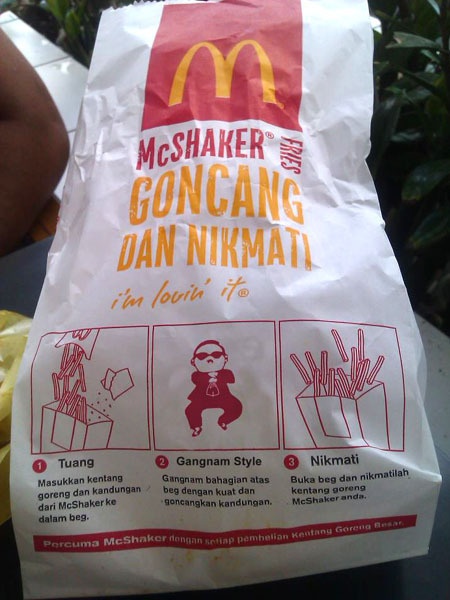 McSHAKER® FRIES
GONCANG
DAN NIKMATI
i'm lovin' it®
1 Tuang
Masukkan kentang
goreng dan kandungan
dari McShaker ke
dalam beg.
2 Gangnam Style
Gangnam bahagian atas
beg dengan kuat dan
goncangkan kandungan.
3 Nikmati
Buka beg dan nikmatilah
kentang goreng
McShaker anda.
Percuma McShaker dengan setiap pembelian Kentang Goreng Besar.